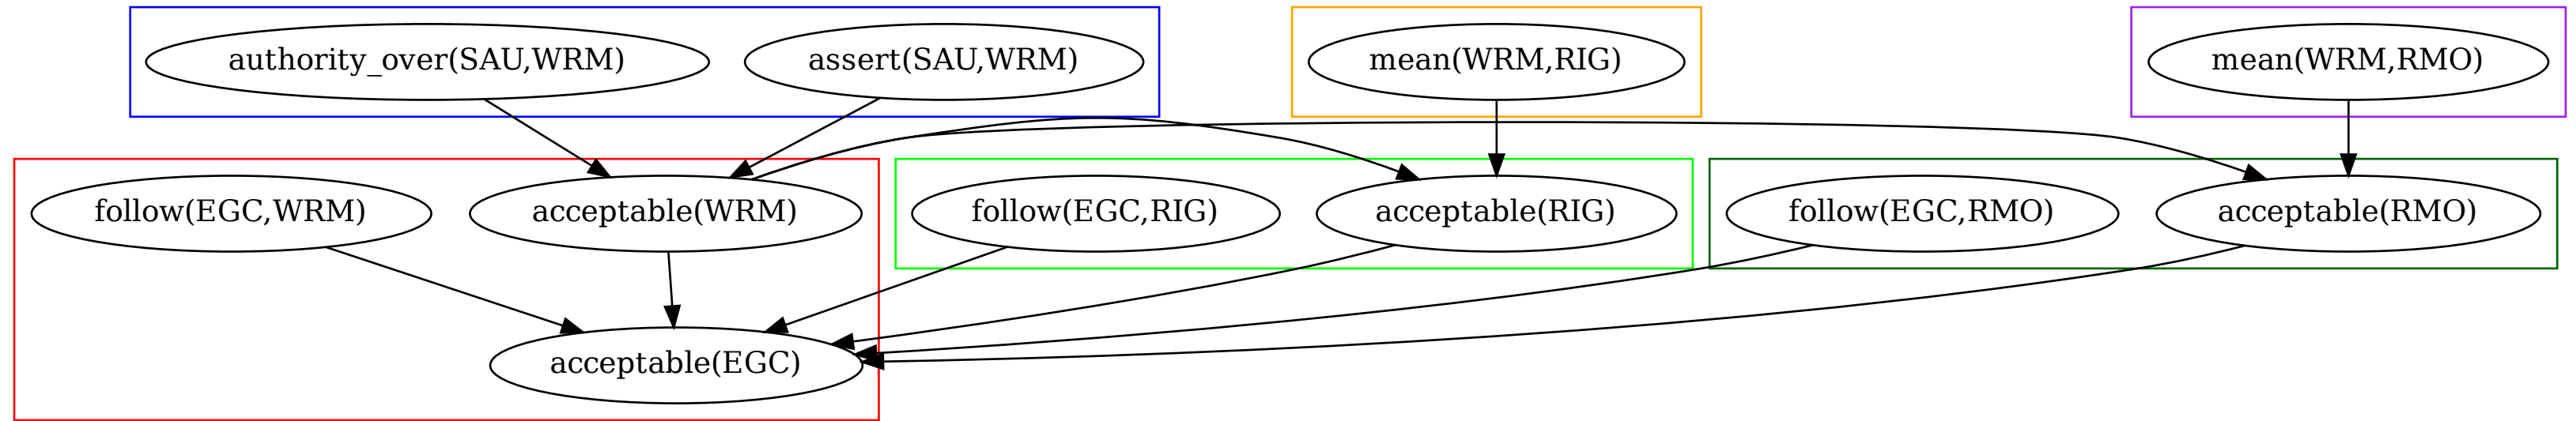 authority_over(SAU,WRM)
assert(SAU,WRM)
mean(WRM,RIG)
mean(WRM,RMO)
follow(EGC,WRM)
acceptable(WRM)
follow(EGC,RIG)
acceptable(RIG)
follow(EGC,RMO)
acceptable(RMO)
acceptable(EGC)